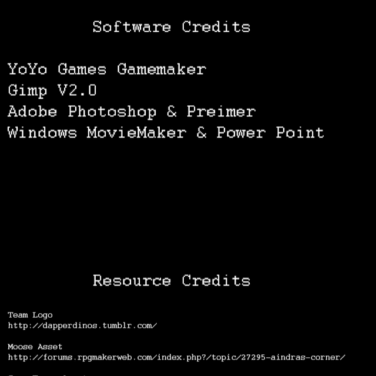 Software Credits
YoYo Games Gamemaker
Gimp V2.0
Adobe Photoshop & Preimer
Windows MovieMaker & Power Point
Resource Credits
Team Logo
http://dapperdinos.tumblr.com/
Moose Asset
http://forums.rpgmakerweb.com/index.php?/topic/27295-aindras-corner/